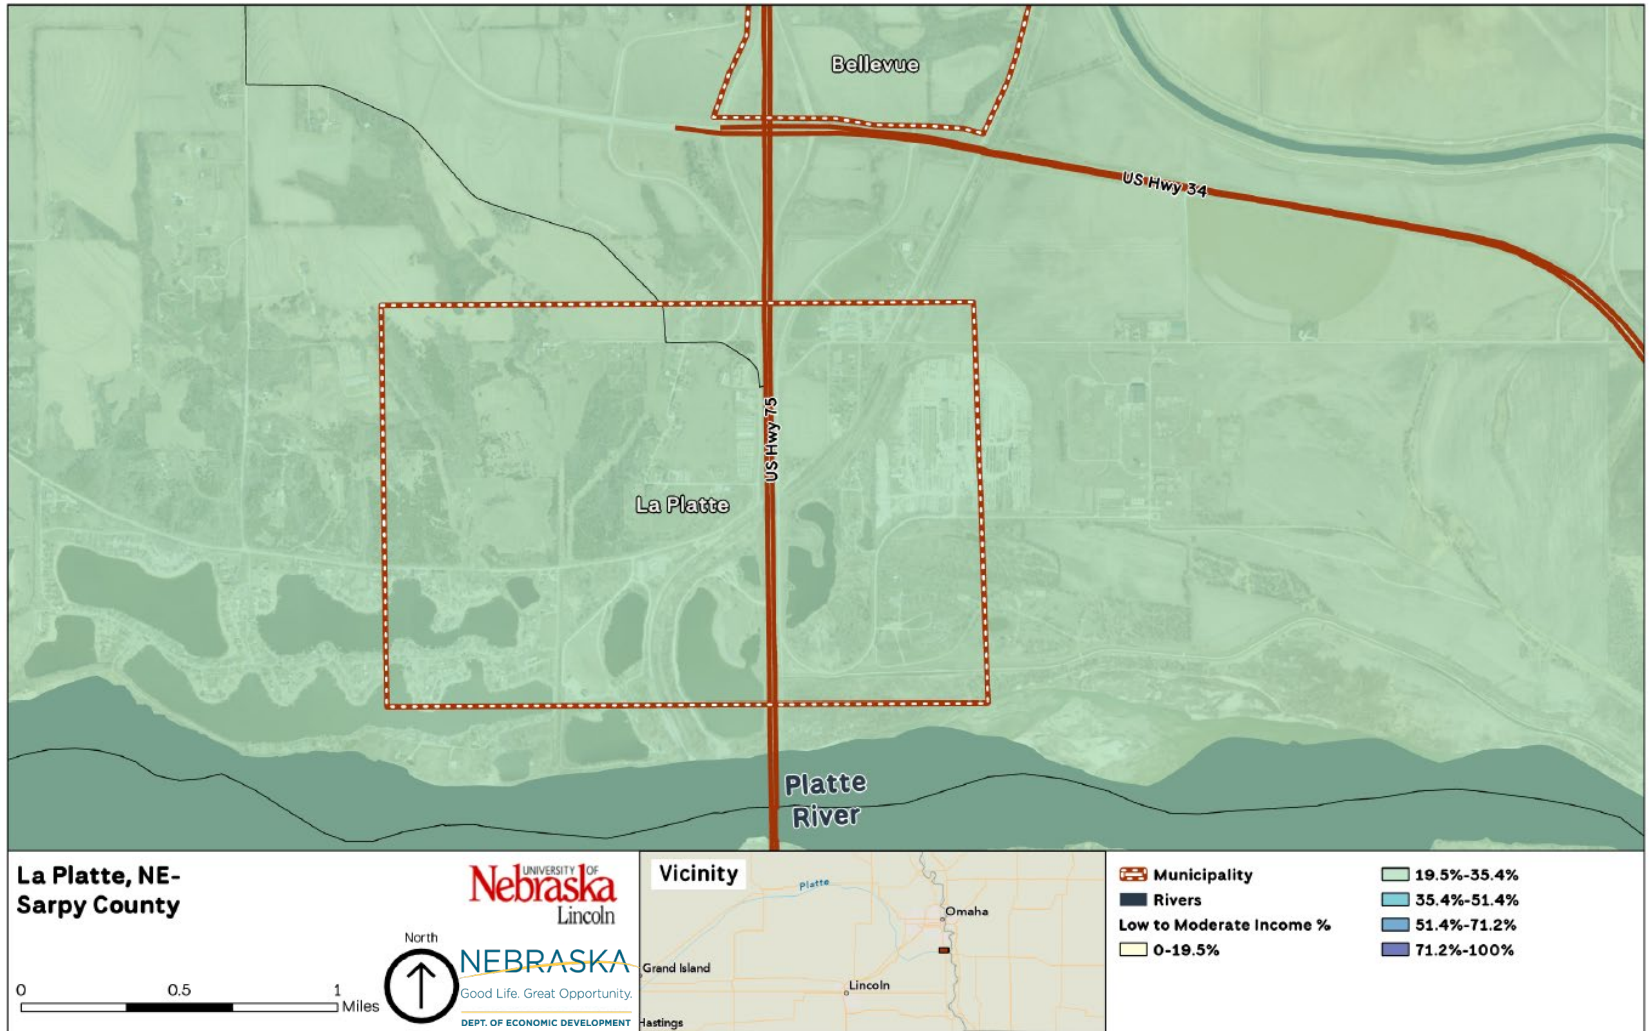 Bellevue
US Hwy 34
US Hwy 75
La Platte
Platte
River
La Platte, NE-
Sarpy County
0 0.5 1
Miles
North
UNIVERSITY OF
Nebraska
Lincoln
NEBRASKA
Good Life. Great Opportunity.
DEPT. OF ECONOMIC DEVELOPMENT
Vicinity
Platte
Omaha
Grand Island
Lincoln
Hastings
Municipality
Rivers
Low to Moderate Income %
0-19.5%
19.5%-35.4%
35.4%-51.4%
51.4%-71.2%
71.2%-100%